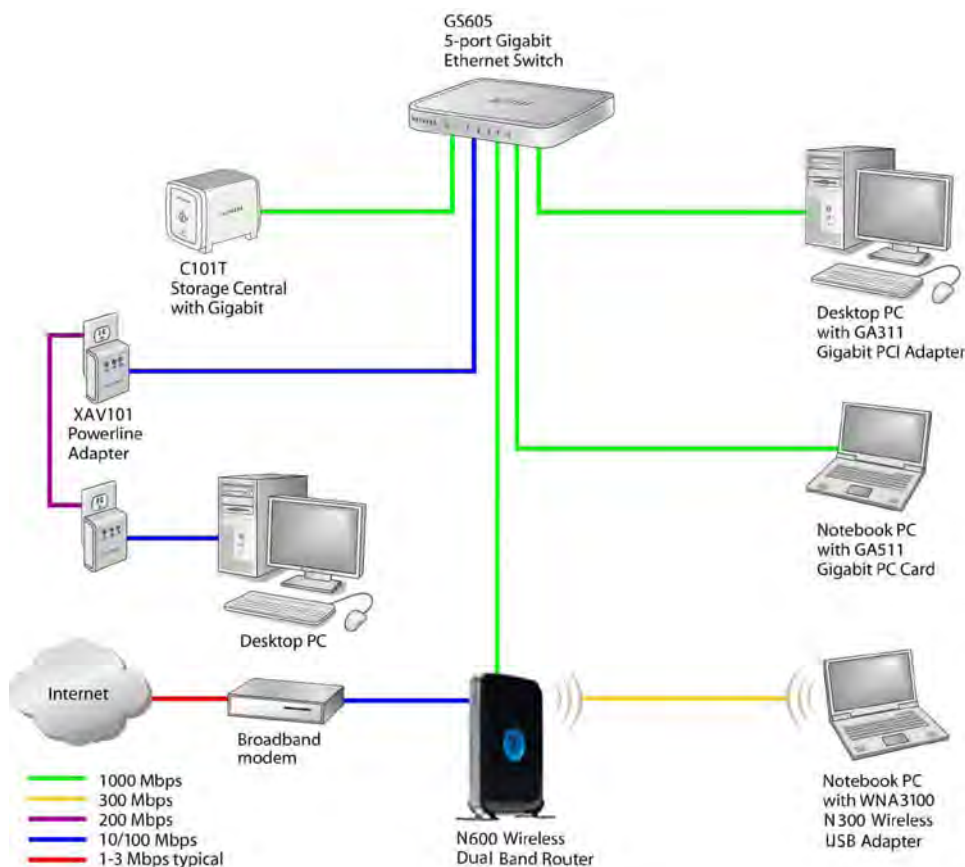 GS605
5-port Gigabit
Ethernet Switch
NETGEAR
C101T
Storage Central
with Gigabit
Desktop PC
with GA311
Gigabit PCI Adapter
XAV101
Powerline
Adapter
Notebook PC
with GA511
Gigabit PC Card
Desktop PC
Internet
Broadband
modem
1000 Mbps
300 Mbps
200 Mbps
10/100 Mbps
1-3 Mbps typical
N600 Wireless
Dual Band Router
Notebook PC
with WNA3100
N300 Wireless
USB Adapter